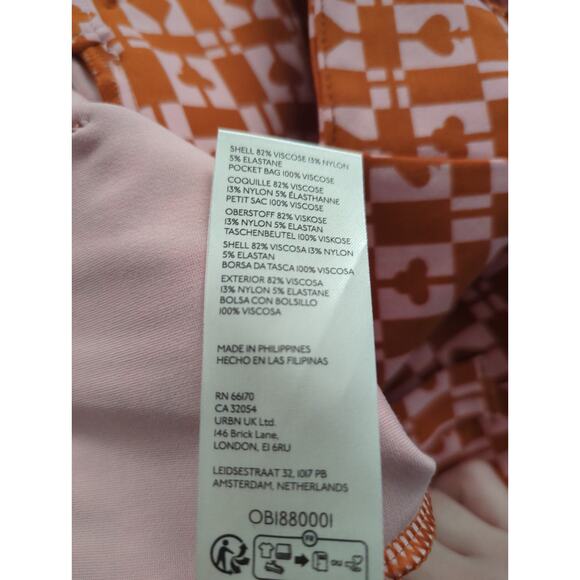 SHELL 82% VISCOSE 13% NYLON
5% ELASTANE
POCKET BAG 100% VISCOSE
COQUILLE 82% VISCOSE
13% NYLON 5% ÉLASTHANNE
PETIT SAC 100% VISCOSE
OBERSTOFF 82% VISKOSE
13% NYLON 5% ELASTAN
TASCHENBEUTEL 100% VISKOSE
SHELL 82% VISCOSA 13% NYLON
5% ELASTAN
BORSA DA TASCA 100% VISCOSA
EXTERIOR 82% VISCOSA
13% NYLON 5% ELASTANE
BOLSA CON BOLSILLO
100% VISCOSA
MADE IN PHILIPPINES
HECHO EN LAS FILIPINAS
RN 66170
CA 32054
URBN UK Ltd.
146 Brick Lane,
LONDON, E1 6RU
LEIDSESTRAAT 32, 1017 PB
AMSTERDAM, NETHERLANDS
OB1880001
FR
OU